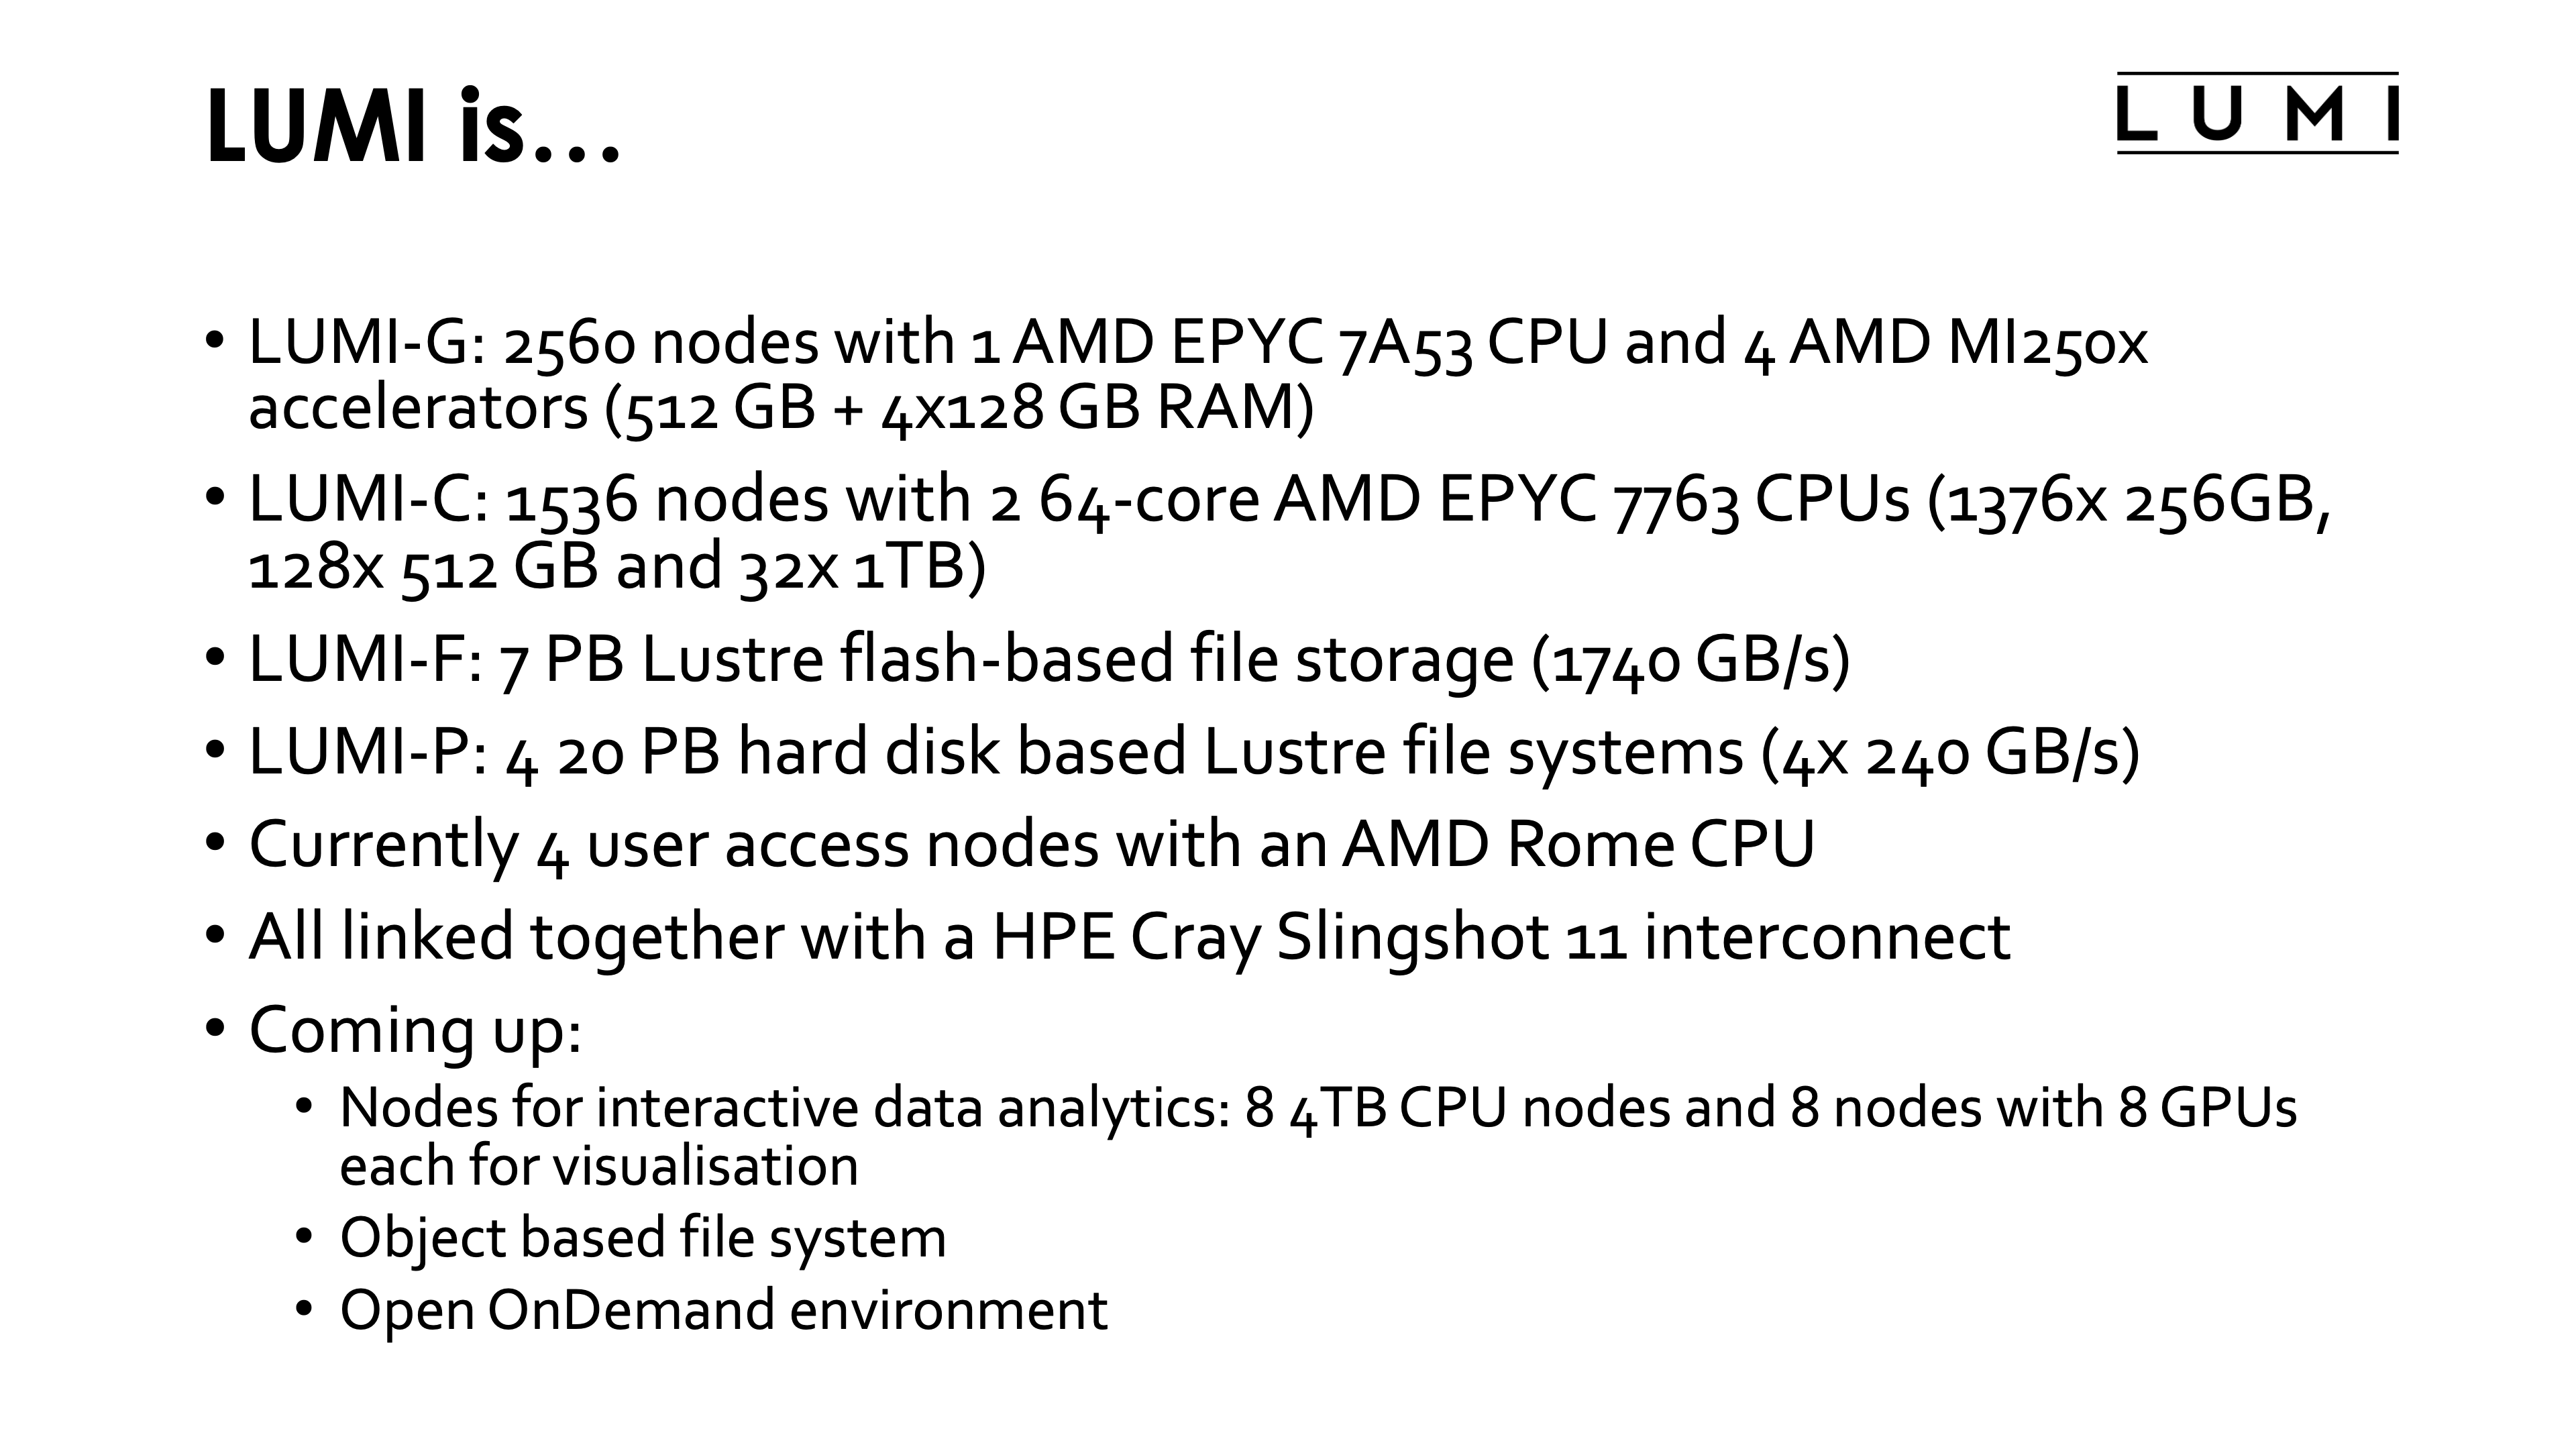 LUMI is…
LUMI
• LUMI-G: 2560 nodes with 1 AMD EPYC 7A53 CPU and 4 AMD MI250x
accelerators (512 GB + 4x128 GB RAM)
• LUMI-C: 1536 nodes with 2 64-core AMD EPYC 7763 CPUs (1376x 256GB,
128x 512 GB and 32x 1TB)
• LUMI-F: 7 PB Lustre flash-based file storage (1740 GB/s)
• LUMI-P: 4 20 PB hard disk based Lustre file systems (4x 240 GB/s)
• Currently 4 user access nodes with an AMD Rome CPU
• All linked together with a HPE Cray Slingshot 11 interconnect
• Coming up:
• Nodes for interactive data analytics: 8 4TB CPU nodes and 8 nodes with 8 GPUs
each for visualisation
• Object based file system
• Open OnDemand environment